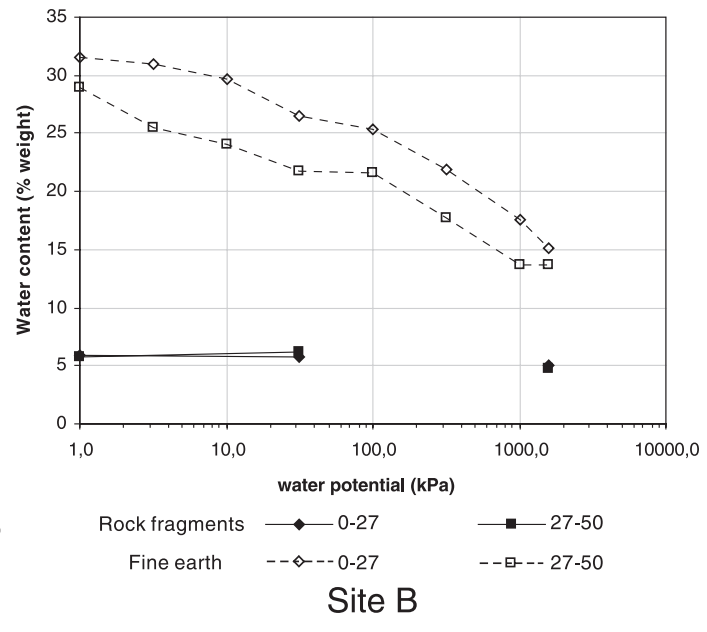 35
30
25
20
15
10
5
0
Water content (% weight)
1,0 10,0 100,0 1000,0 10000,0
water potential (kPa)
Rock fragments 0-27 27-50
Fine earth 0-27 27-50
Site B